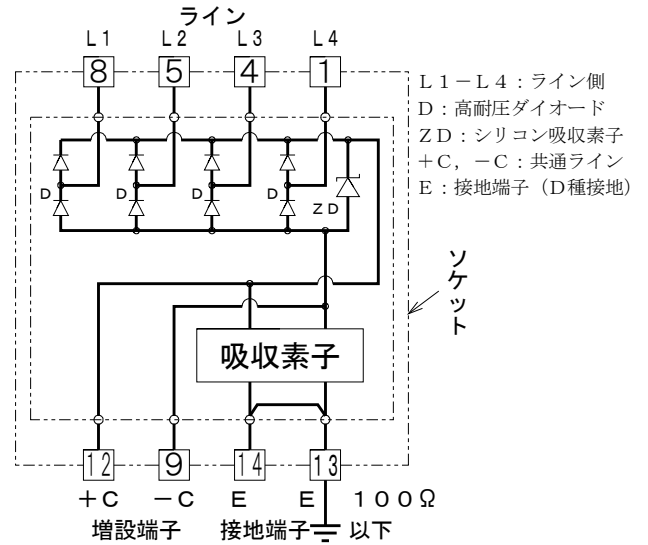 ライン
L1 L2 L3 L4
8 5 4 1
L1−L4：ライン側
D：高耐圧ダイオード
ZD：シリコン吸収素子
+C，−C：共通ライン
E：接地端子（D種接地）
D D D D ZD
ソケット
吸収素子
12 9 14 13
+C −C E E 100Ω
増設端子 接地端子 以下